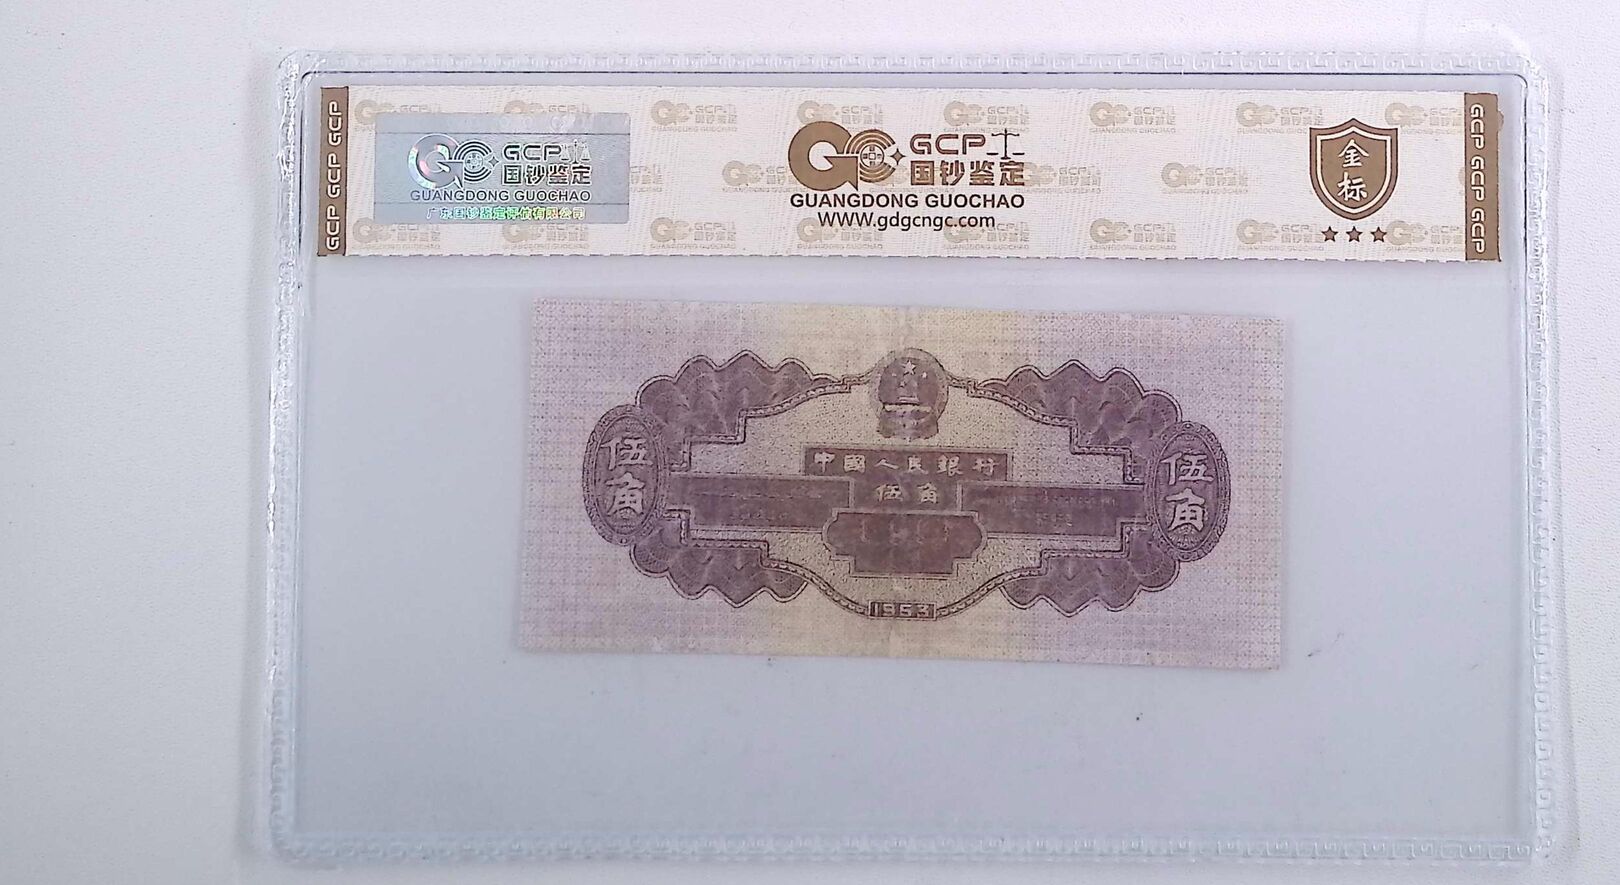 GCP GCP GCP
GCP
国钞鉴定
GUANGDONG GUOCHAO
广东国钞鉴定评估有限公司
GCP
国钞鉴定
GUANGDONG GUOCHAO
WWW.gdgcngc.com
金标
GCP GCP GCP
中國人民銀行
伍角
伍角
伍角
1953